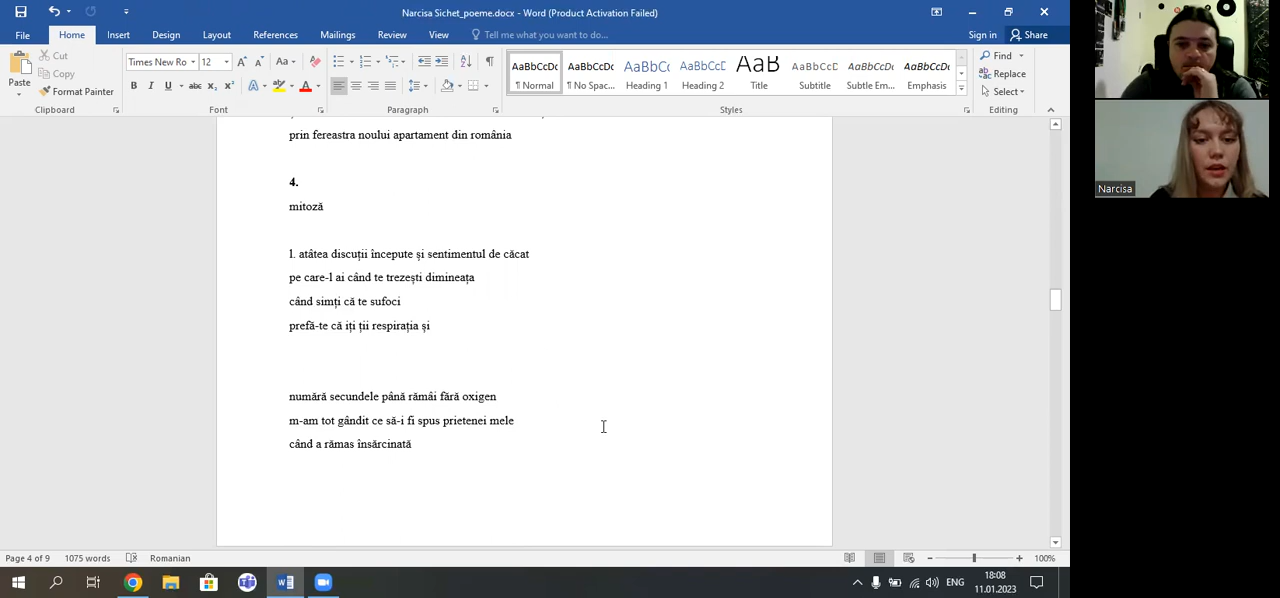 Narcisa Sichet_poeme.docx - Word (Product Activation Failed)
File Home Insert Design Layout References Mailings Review View Tell me what you want to do... Sign in Share
Paste
Cut
Copy
Format Painter
Clipboard
Times New Ro 12
Font
Paragraph
AaBbCcDc AaBbCcDc AaBbCc AaBbCcD AaB AaBbCcD AaBbCcDc AaBbCcDc
¶ Normal ¶ No Spac... Heading 1 Heading 2 Title Subtitle Subtle Em... Emphasis
Styles
Find
Replace
Select
Editing
prin fereastra noului apartament din românia
4.
mitoză
l. atâtea discuții începute și sentimentul de căcat
pe care-l ai când te trezești dimineața
când simți că te sufoci
prefă-te că iți ții respirația și
numără secundele până rămâi fără oxigen
m-am tot gândit ce să-i fi spus prietenei mele
când a rămas însărcinată
Narcisa
Page 4 of 9 1075 words Romanian 100%
ENG
18:08
11.01.2023